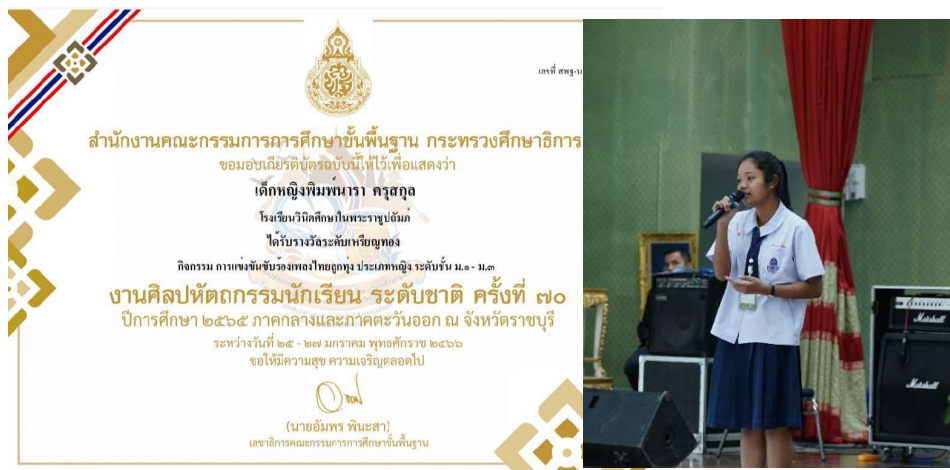 เลขที่ สพฐ-บ
สำนักงานคณะกรรมการการศึกษาขั้นพื้นฐาน กระทรวงศึกษาธิการ
ขอมอบเกียรติบัตรฉบับนี้ให้ไว้เพื่อแสดงว่า
เด็กหญิงพิมพ์นารา ครุสกุล
โรงเรียนวินิตศึกษาในพระราชูปถัมภ์
ได้รับรางวัลระดับเหรียญทอง
กิจกรรม การแข่งขันขับร้องเพลงไทยลูกทุ่ง ประเภทหญิง ระดับชั้น ม.๑ - ม.๓
งานศิลปหัตถกรรมนักเรียน ระดับชาติ ครั้งที่ ๗๐
ปีการศึกษา ๒๕๖๕ ภาคกลางและภาคตะวันออก ณ จังหวัดราชบุรี
ระหว่างวันที่ ๒๕ - ๒๗ มกราคม พุทธศักราช ๒๕๖๖
ขอให้มีความสุข ความเจริญตลอดไป
(นายอัมพร พินะสา)
เลขาธิการคณะกรรมการการศึกษาขั้นพื้นฐาน
Marshall
Marshall